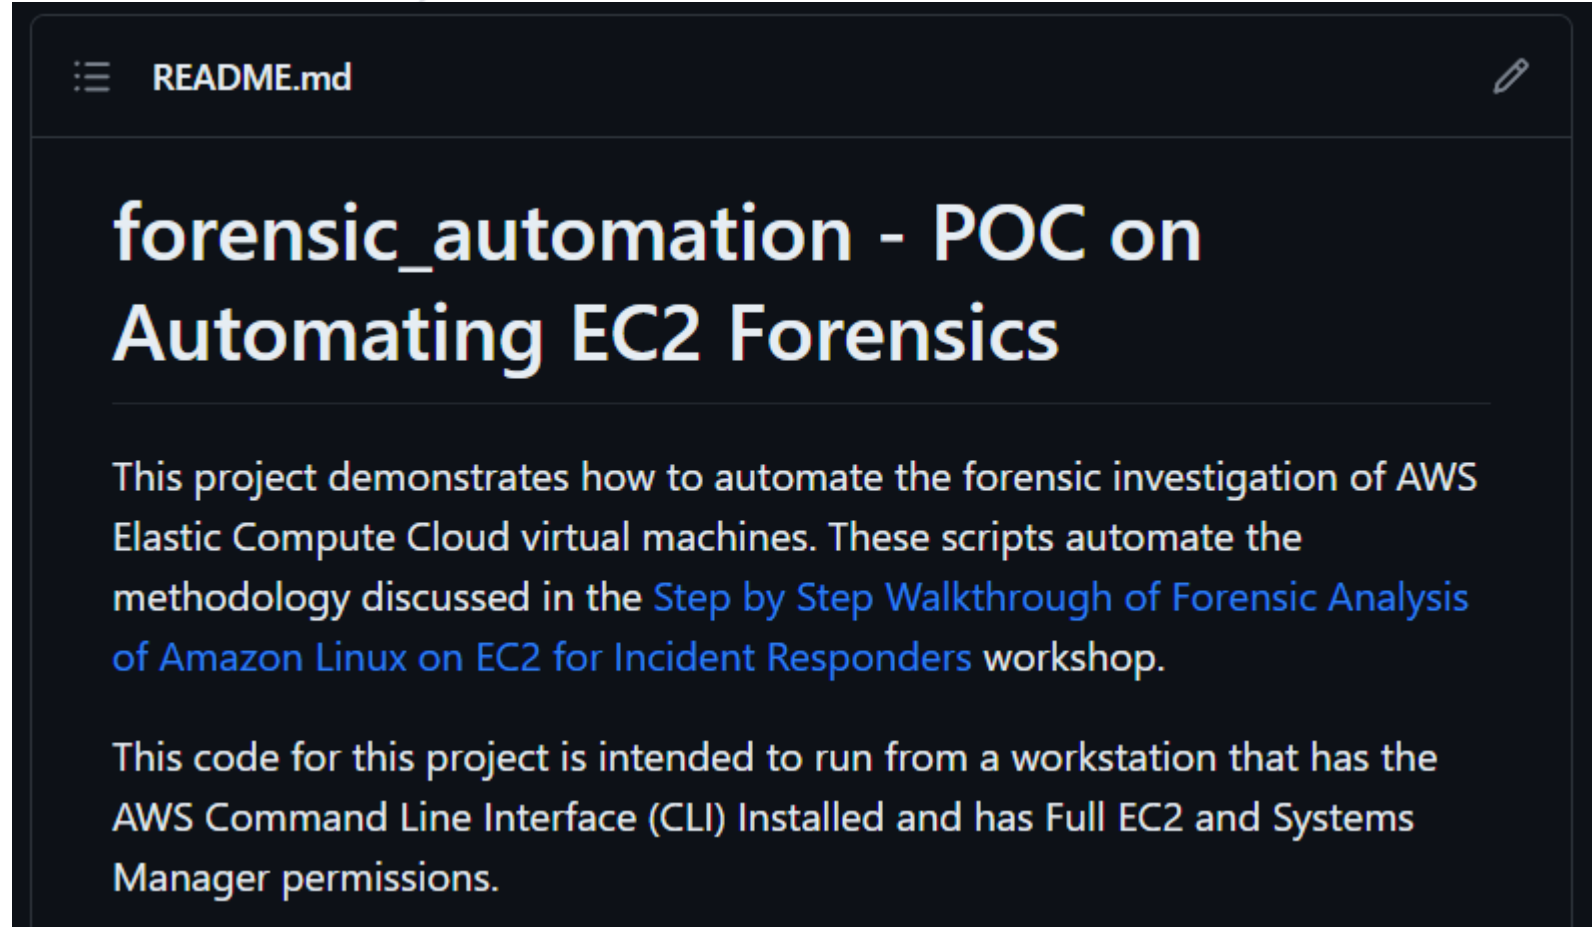 README.md
forensic_automation - POC on
Automating EC2 Forensics
This project demonstrates how to automate the forensic investigation of AWS
Elastic Compute Cloud virtual machines. These scripts automate the
methodology discussed in the Step by Step Walkthrough of Forensic Analysis
of Amazon Linux on EC2 for Incident Responders workshop.
This code for this project is intended to run from a workstation that has the
AWS Command Line Interface (CLI) Installed and has Full EC2 and Systems
Manager permissions.